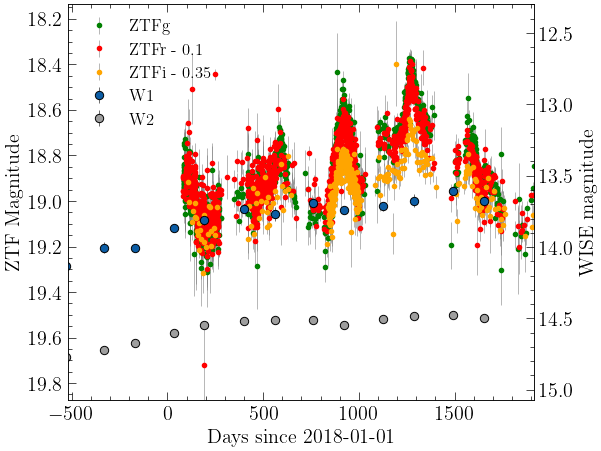 ZTFg
ZTFr - 0.1
ZTFi - 0.35
W1
W2
18.2
18.4
18.6
18.8
19.0
19.2
19.4
19.6
19.8
ZTF Magnitude
12.5
13.0
13.5
14.0
14.5
15.0
WISE magnitude
−500
0
500
1000
1500
Days since 2018-01-01